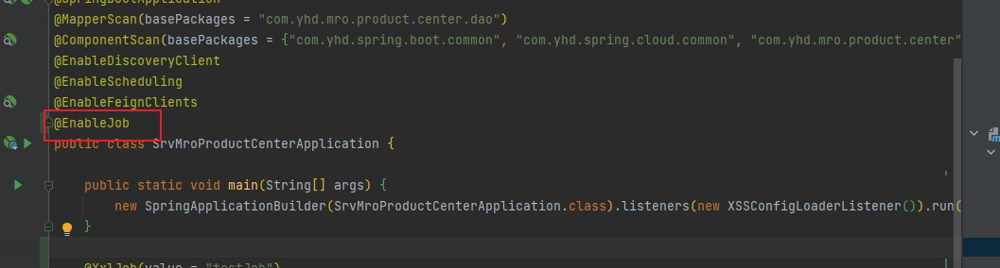 @SpringBootApplication
@MapperScan(basePackages = "com.yhd.mro.product.center.dao")
@ComponentScan(basePackages = {"com.yhd.spring.boot.common", "com.yhd.spring.cloud.common", "com.yhd.mro.product.center"
@EnableDiscoveryClient
@EnableScheduling
@EnableFeignClients
@EnableJob
public class SrvMroProductCenterApplication {
public static void main(String[] args) {
new SpringApplicationBuilder(SrvMroProductCenterApplication.class).listeners(new XSSConfigLoaderListener()).run(
}
@XxlJob(value = "testJob")